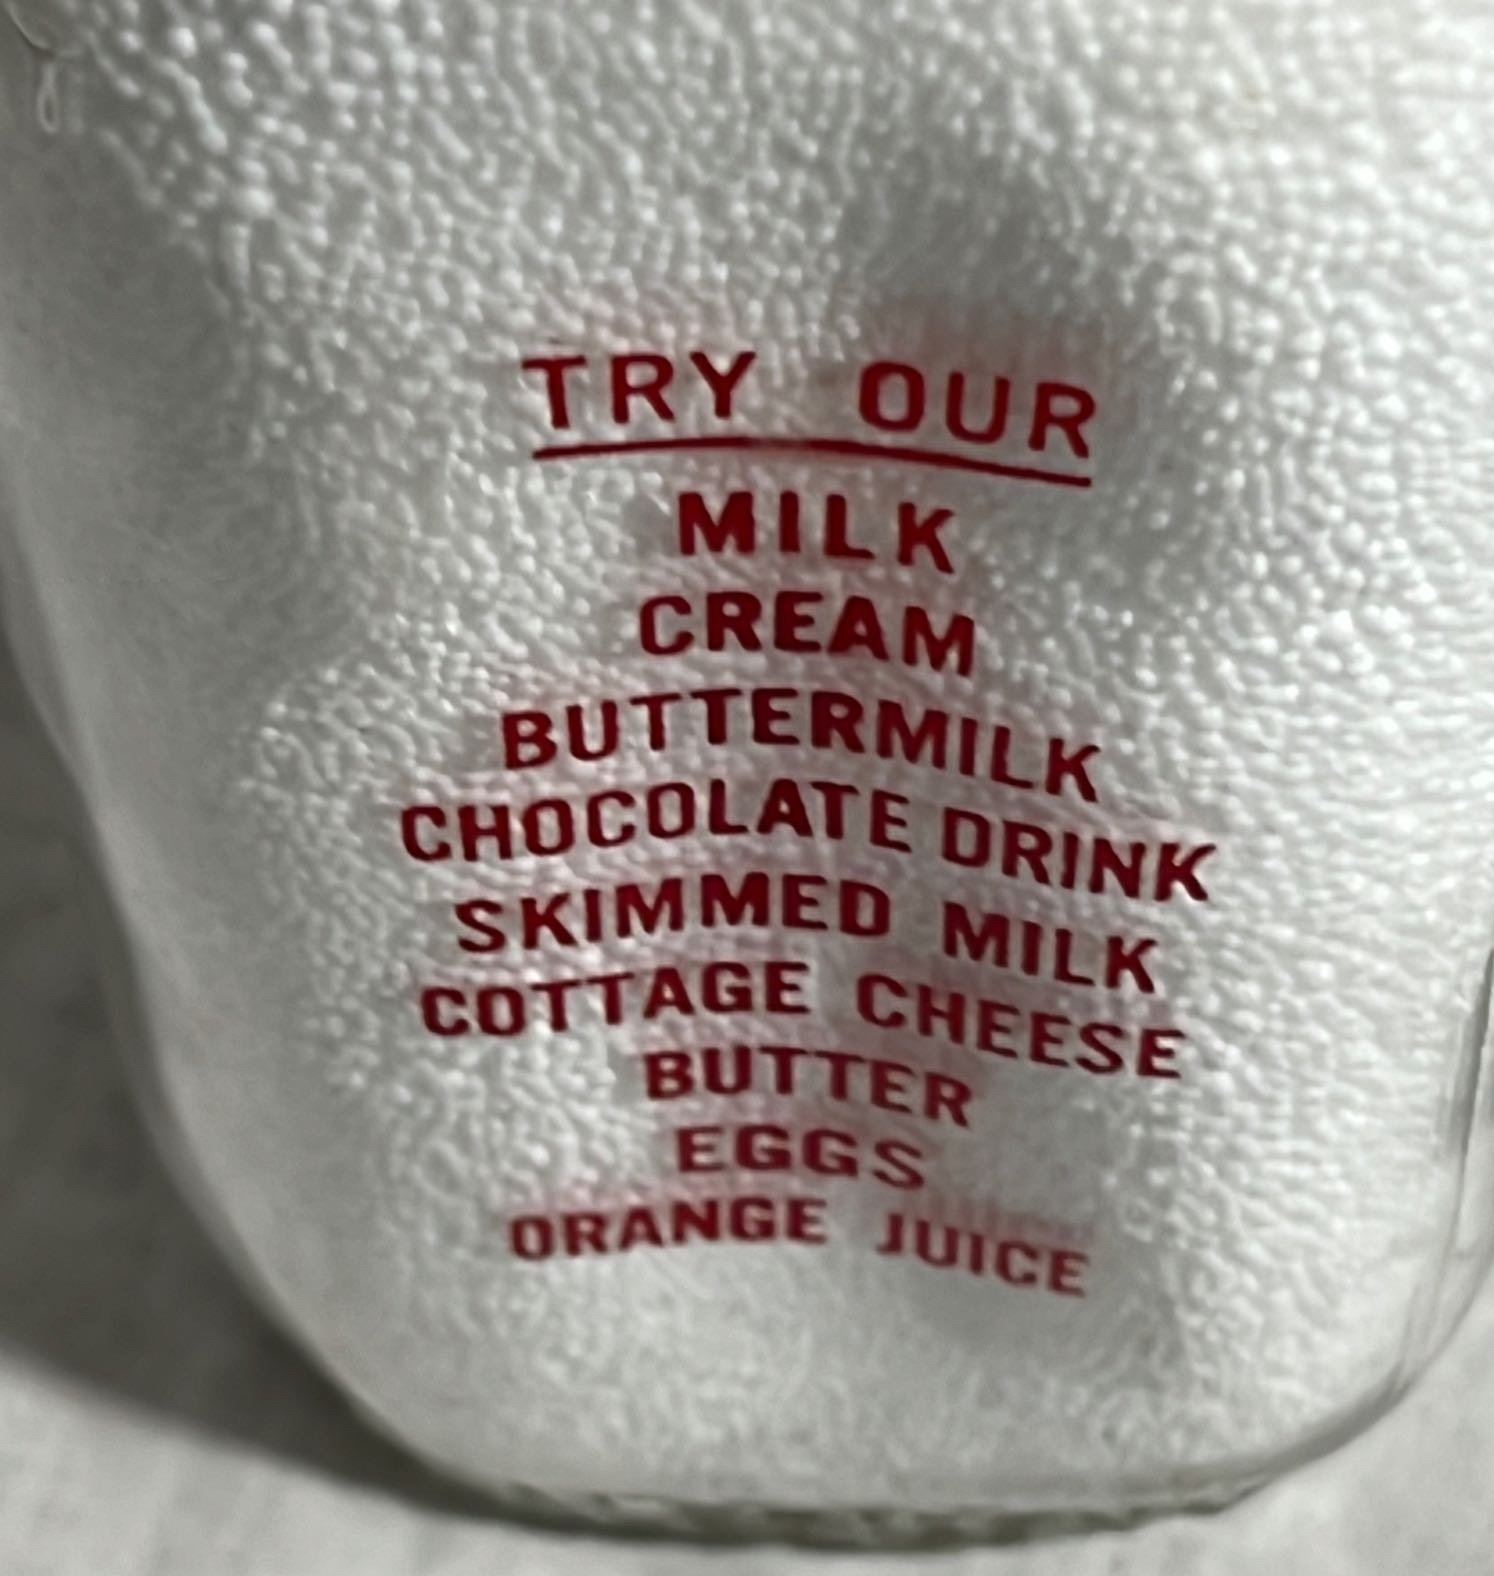 TRY OUR
MILK
CREAM
BUTTERMILK
CHOCOLATE DRINK
SKIMMED MILK
COTTAGE CHEESE
BUTTER
EGGS
ORANGE JUICE